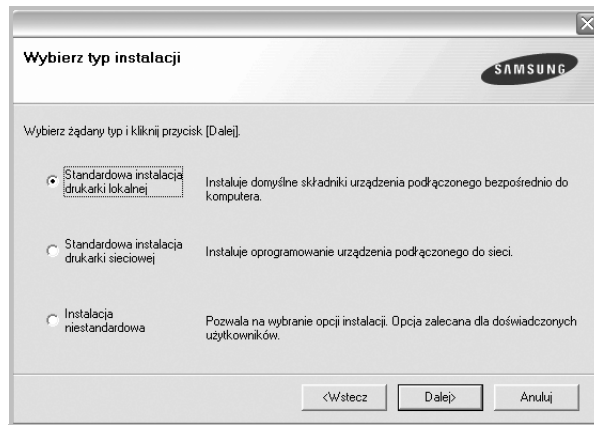 Wybierz typ instalacji
SAMSUNG
Wybierz żądany typ i kliknij przycisk [Dalej].
Standardowa instalacja
drukarki lokalnej
Instaluje domyślne składniki urządzenia podłączonego bezpośrednio do
komputera.
Standardowa instalacja
drukarki sieciowej
Instaluje oprogramowanie urządzenia podłączonego do sieci.
Instalacja
niestandardowa
Pozwala na wybranie opcji instalacji. Opcja zalecana dla doświadczonych
użytkowników.
<Wstecz
Dalej>
Anuluj